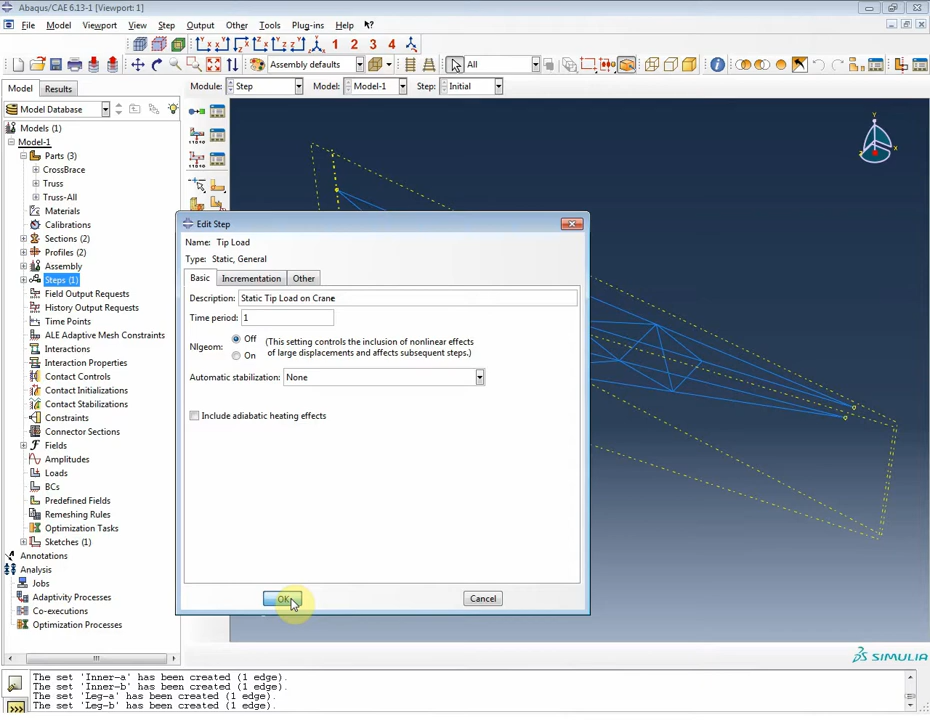 Abaqus/CAE 6.13-1 [Viewport: 1]
File Model Viewport View Step Output Other Tools Plug-ins Help
1 2 3 4
Assembly defaults All
Model Results Module: Step Model: Model-1 Step: Initial
Model Database
Models (1)
Model-1
Parts (3)
CrossBrace
Truss
Truss-All
Materials
Calibrations
Sections (2)
Profiles (2)
Assembly
Steps (1)
Field Output Requests
History Output Requests
Time Points
ALE Adaptive Mesh Constraints
Interactions
Interaction Properties
Contact Controls
Contact Initializations
Contact Stabilizations
Constraints
Connector Sections
Fields
Amplitudes
Loads
BCs
Predefined Fields
Remeshing Rules
Optimization Tasks
Sketches (1)
Annotations
Analysis
Jobs
Adaptivity Processes
Co-executions
Optimization Processes
Y
X
Z
Edit Step
Name: Tip Load
Type: Static, General
Basic Incrementation Other
Description: Static Tip Load on Crane
Time period: 1
Nlgeom: Off
On
(This setting controls the inclusion of nonlinear effects
of large displacements and affects subsequent steps.)
Automatic stabilization: None
Include adiabatic heating effects
OK Cancel
SIMULIA
The set 'Inner-a' has been created (1 edge).
The set 'Inner-b' has been created (1 edge).
The set 'Leg-a' has been created (1 edge).
The set 'Leg-b' has been created (1 edge).
>>>